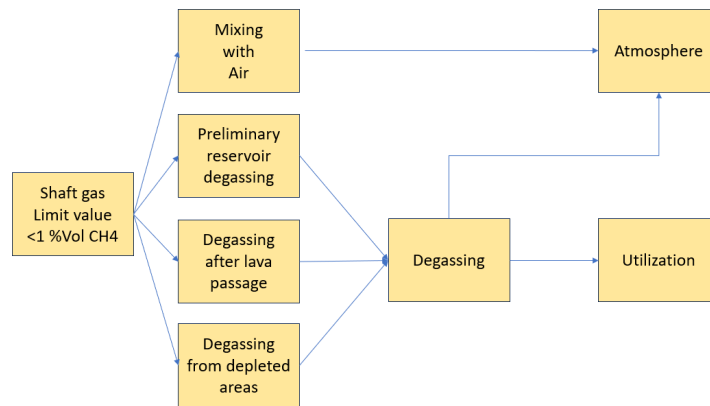 Mixing
with
Air
Atmosphere
Preliminary
reservoir
degassing
Shaft gas
Limit value
<1 %Vol CH4
Degassing
after lava
passage
Degassing
Utilization
Degassing
from depleted
areas